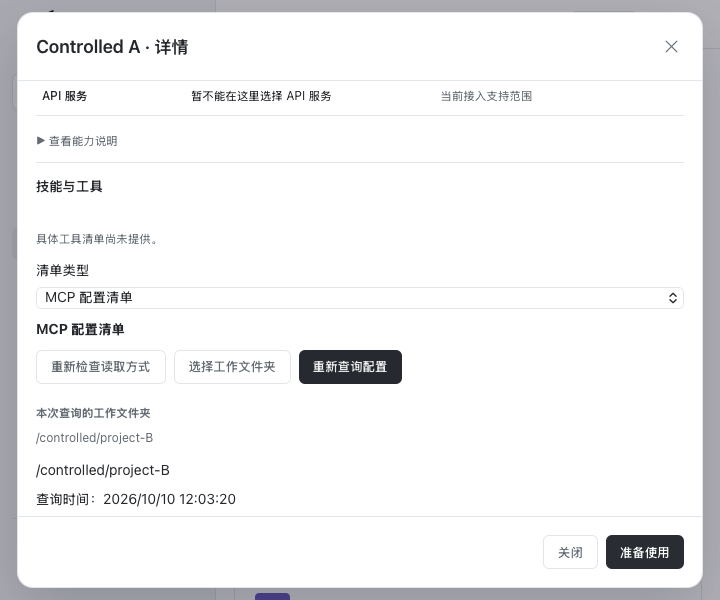 Controlled A · 详情
API 服务 暂不能在这里选择 API 服务 当前接入支持范围
▶ 查看能力说明
技能与工具
具体工具清单尚未提供。
清单类型
MCP 配置清单
MCP 配置清单
重新检查读取方式 选择工作文件夹 重新查询配置
本次查询的工作文件夹
/controlled/project-B
/controlled/project-B
查询时间：2026/10/10 12:03:20
关闭 准备使用